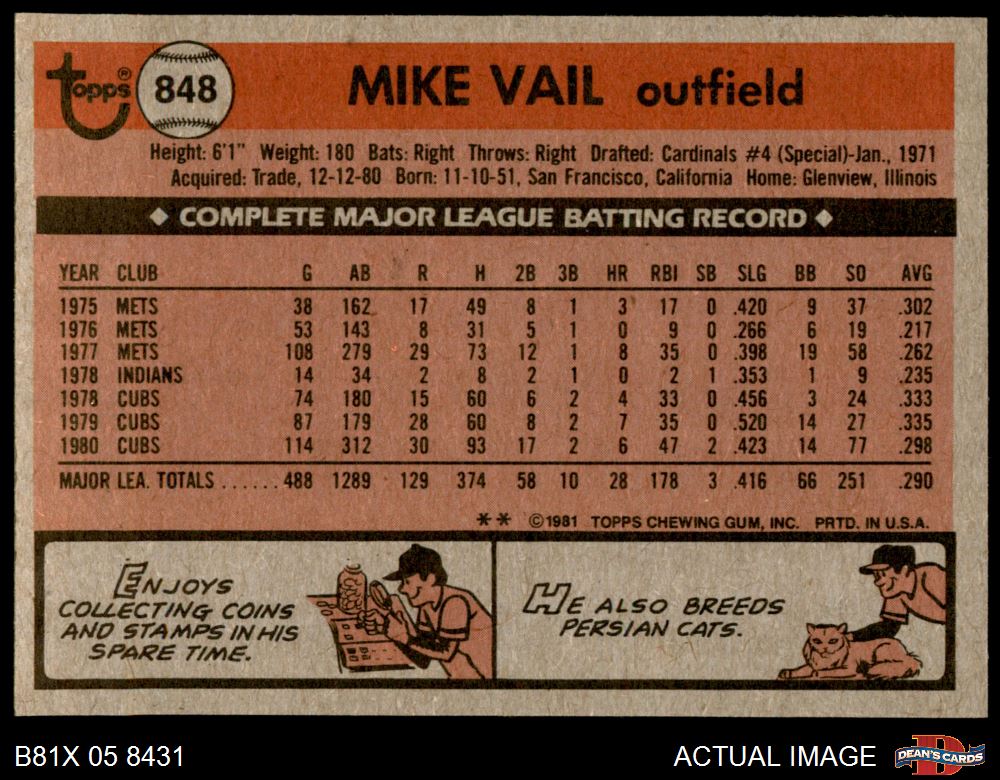 topps® 848 MIKE VAIL outfield
Height: 6'1" Weight: 180 Bats: Right Throws: Right Drafted: Cardinals #4 (Special)-Jan., 1971
Acquired: Trade, 12-12-80 Born: 11-10-51, San Francisco, California Home: Glenview, Illinois
◆ COMPLETE MAJOR LEAGUE BATTING RECORD ◆
YEAR CLUB G AB R H 2B 3B HR RBI SB SLG BB SO AVG
1975 METS 38 162 17 49 8 1 3 17 0 .420 9 37 .302
1976 METS 53 143 8 31 5 1 0 9 0 .266 6 19 .217
1977 METS 108 279 29 73 12 1 8 35 0 .398 19 58 .262
1978 INDIANS 14 34 2 8 2 1 0 2 1 .353 1 9 .235
1978 CUBS 74 180 15 60 6 2 4 33 0 .456 3 24 .333
1979 CUBS 87 179 28 60 8 2 7 35 0 .520 14 27 .335
1980 CUBS 114 312 30 93 17 2 6 47 2 .423 14 77 .298
MAJOR LEA. TOTALS ...... 488 1289 129 374 58 10 28 178 3 .416 66 251 .290
** ©1981 TOPPS CHEWING GUM, INC. PRTD. IN U.S.A.
ENJOYS
COLLECTING COINS
AND STAMPS IN HIS
SPARE TIME.
HE ALSO BREEDS
PERSIAN CATS.
B81X 05 8431 ACTUAL IMAGE DEAN'S CARDS